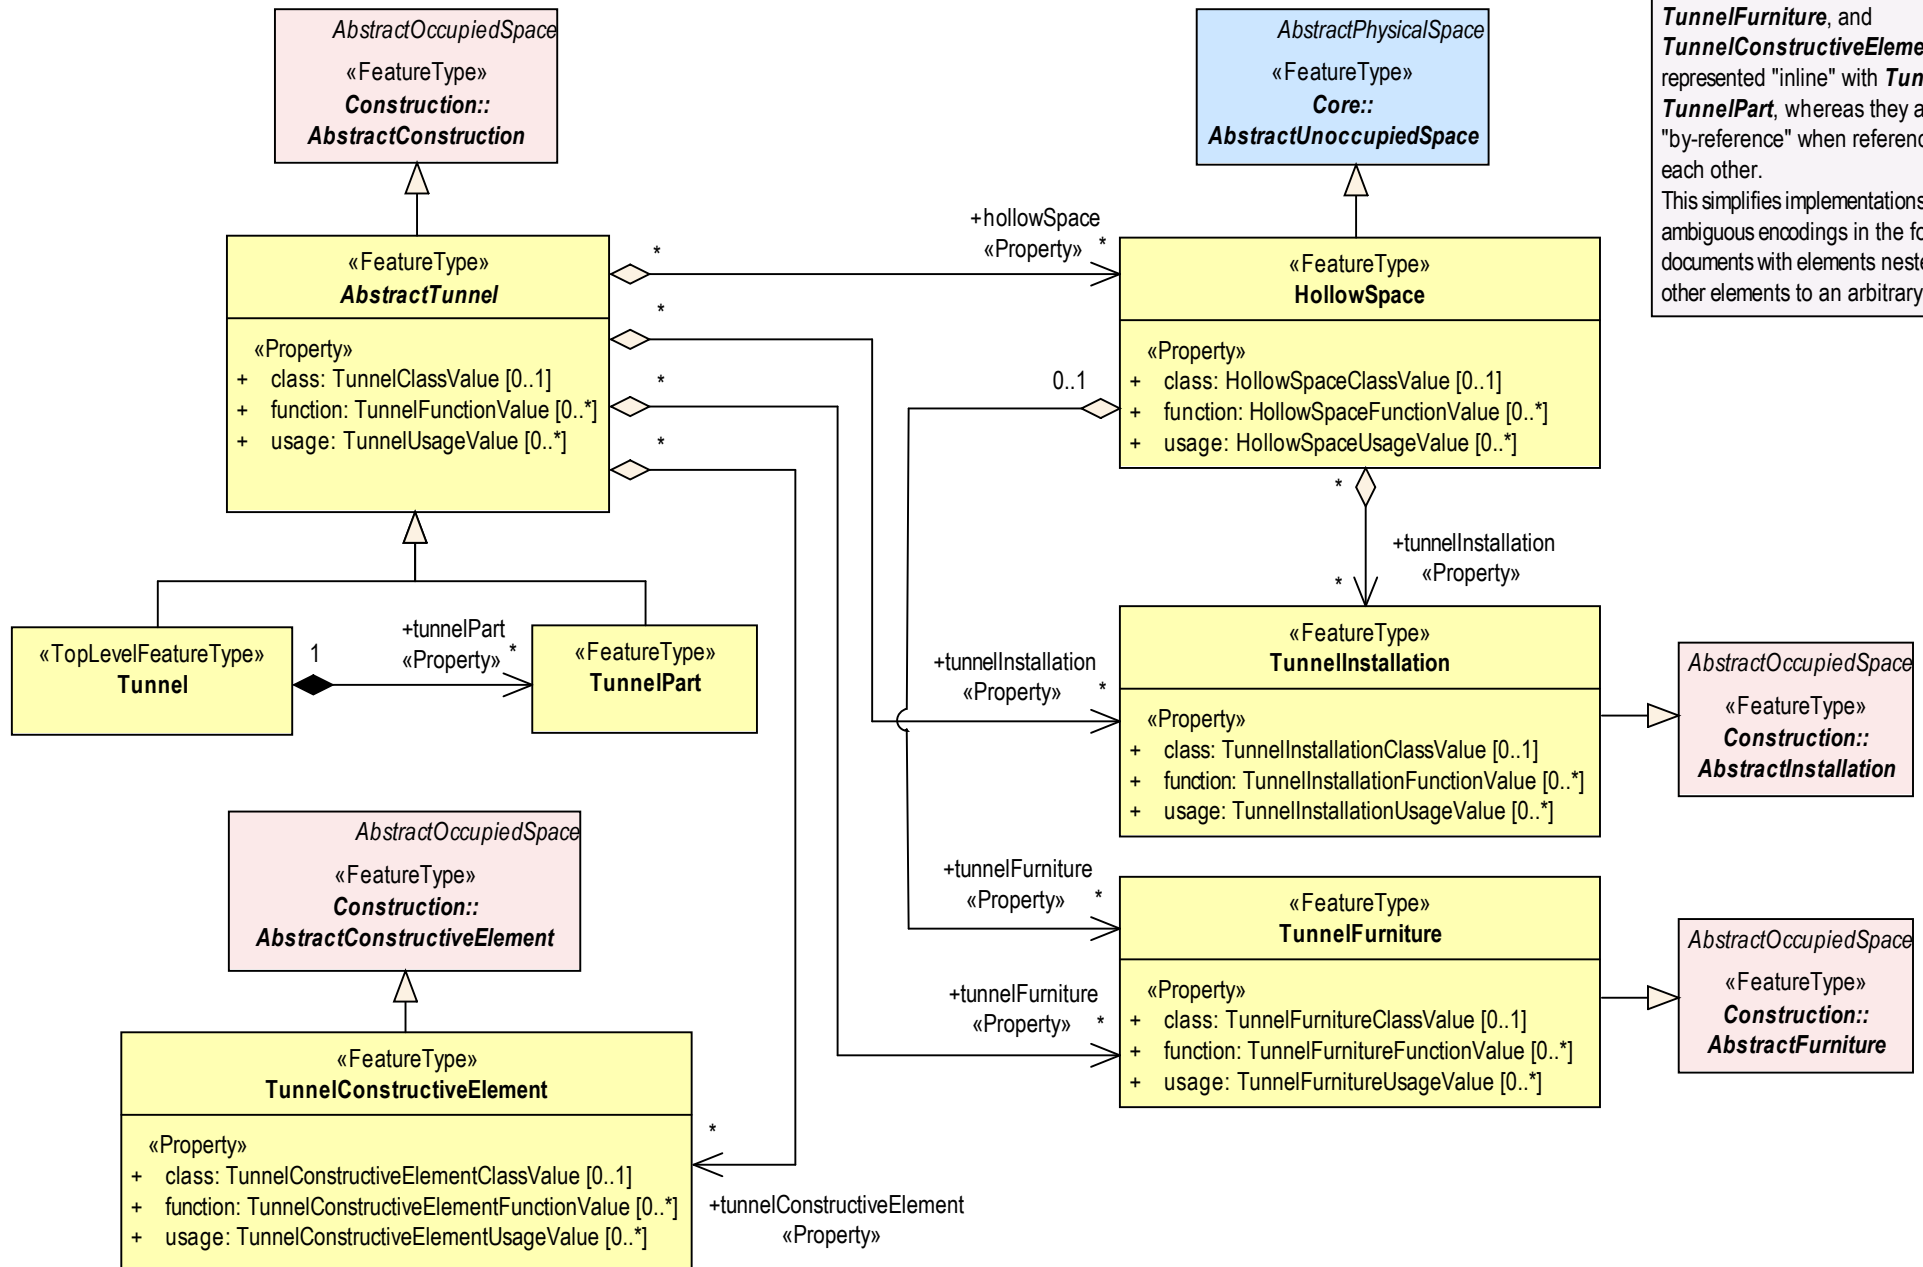 AbstractOccupiedSpace
«FeatureType»
Construction::
AbstractConstruction
AbstractPhysicalSpace
«FeatureType»
Core::
AbstractUnoccupiedSpace
TunnelFurniture, and
represented "inline" with
TunnelPart, whereas they
"by-reference" when
each other.
This simplifies implementations
ambiguous encodings in the
documents with elements
other elements to an arbitrary
«FeatureType»
AbstractTunnel
«Property»
+ class: TunnelClassValue [0..1]
+ function: TunnelFunctionValue [0..*]
+ usage: TunnelUsageValue [0..*]
*
*
*
*
+hollowSpace
«Property» *
«FeatureType»
HollowSpace
«Property»
+ class: HollowSpaceClassValue [0..1]
+ function: HollowSpaceFunctionValue [0..*]
+ usage: HollowSpaceUsageValue [0..*]
0..1
*
+tunnelInstallation
«Property»
*
«TopLevelFeatureType»
Tunnel
1
+tunnelPart
«Property» *
«FeatureType»
TunnelPart
+tunnelInstallation
«Property» *
«FeatureType»
TunnelInstallation
«Property»
+ class: TunnelInstallationClassValue [0..1]
+ function: TunnelInstallationFunctionValue [0..*]
+ usage: TunnelInstallationUsageValue [0..*]
AbstractOccupiedSpace
«FeatureType»
Construction::
AbstractInstallation
AbstractOccupiedSpace
«FeatureType»
Construction::
AbstractConstructiveElement
+tunnelFurniture
«Property» *
+tunnelFurniture
«Property» *
«FeatureType»
TunnelFurniture
«Property»
+ class: TunnelFurnitureClassValue [0..1]
+ function: TunnelFurnitureFunctionValue [0..*]
+ usage: TunnelFurnitureUsageValue [0..*]
AbstractOccupiedSpace
«FeatureType»
Construction::
AbstractFurniture
«FeatureType»
TunnelConstructiveElement
«Property»
+ class: TunnelConstructiveElementClassValue [0..1]
+ function: TunnelConstructiveElementFunctionValue [0..*]
+ usage: TunnelConstructiveElementUsageValue [0..*]
*
+tunnelConstructiveElement
«Property»